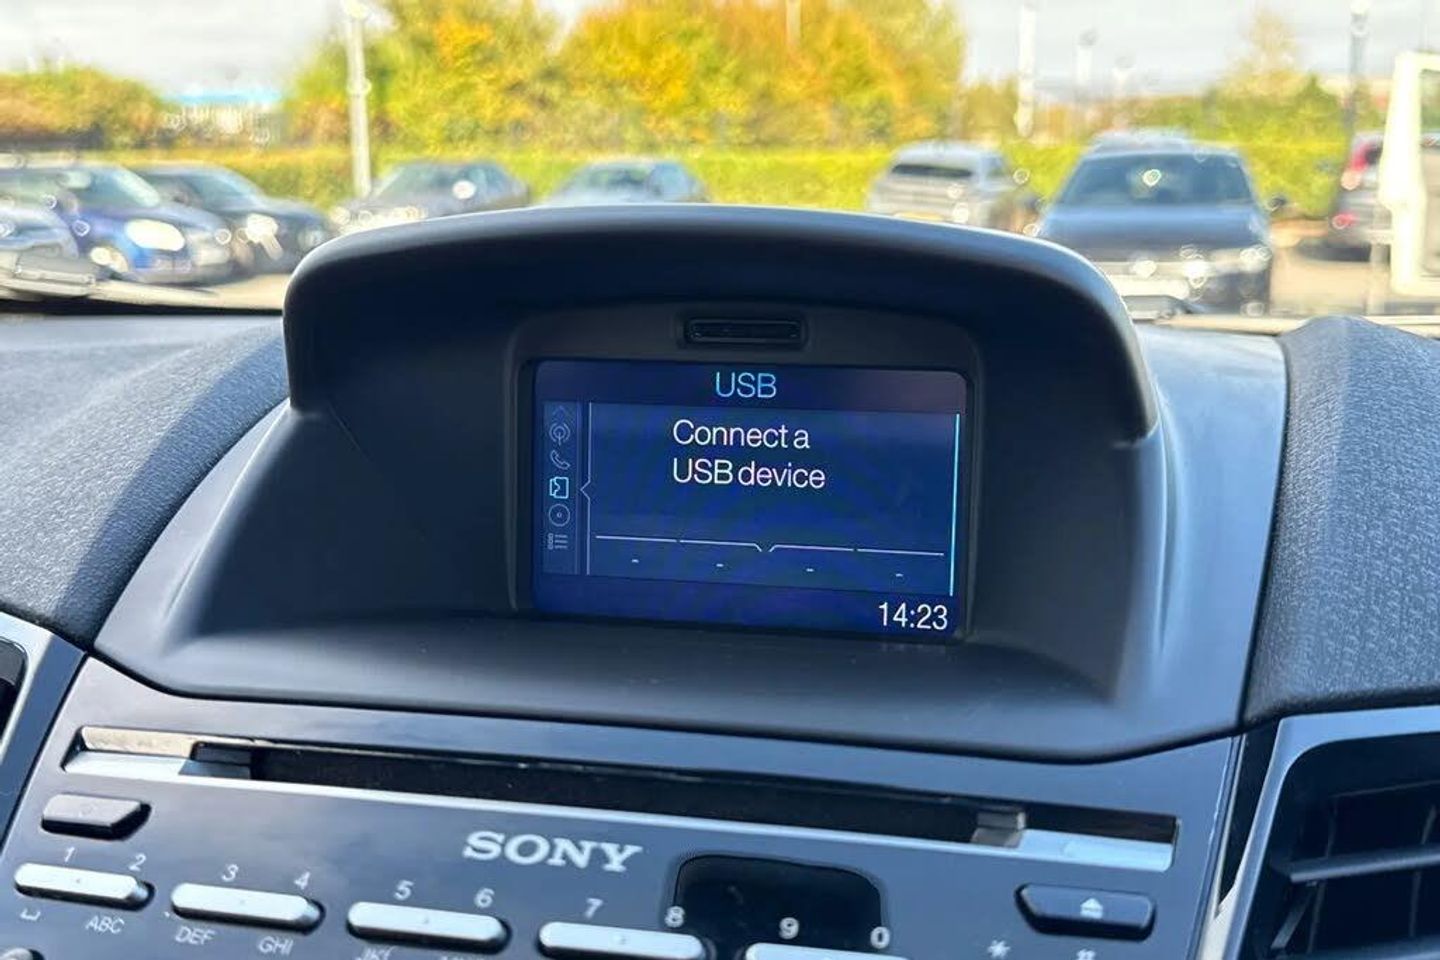 USB
Connect a
USB device
- - - -
14:23
SONY
1 2 3 4 5 6 7 8 9 0 *
ABC DEF GHI